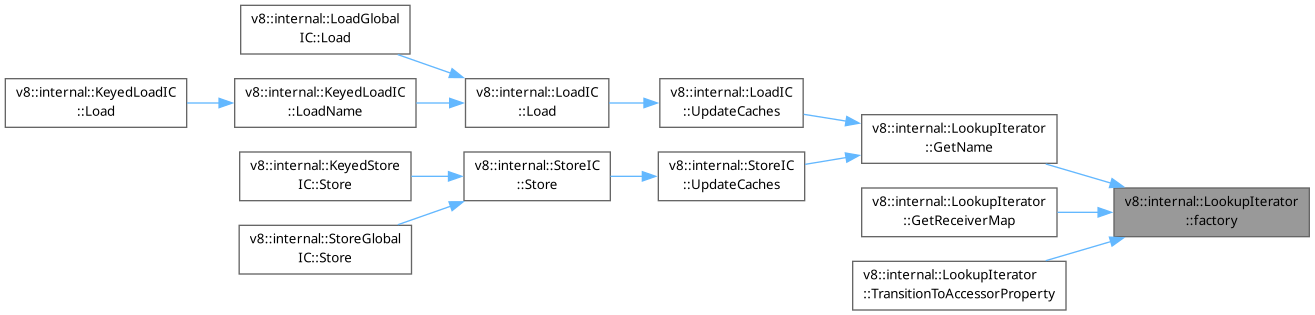 v8::internal::LoadGlobal
IC::Load
v8::internal::KeyedLoadIC
::Load
v8::internal::KeyedLoadIC
::LoadName
v8::internal::LoadIC
::Load
v8::internal::LoadIC
::UpdateCaches
v8::internal::LookupIterator
::GetName
v8::internal::KeyedStore
IC::Store
v8::internal::StoreIC
::Store
v8::internal::StoreIC
::UpdateCaches
v8::internal::LookupIterator
::GetReceiverMap
v8::internal::LookupIterator
::factory
v8::internal::StoreGlobal
IC::Store
v8::internal::LookupIterator
::TransitionToAccessorProperty